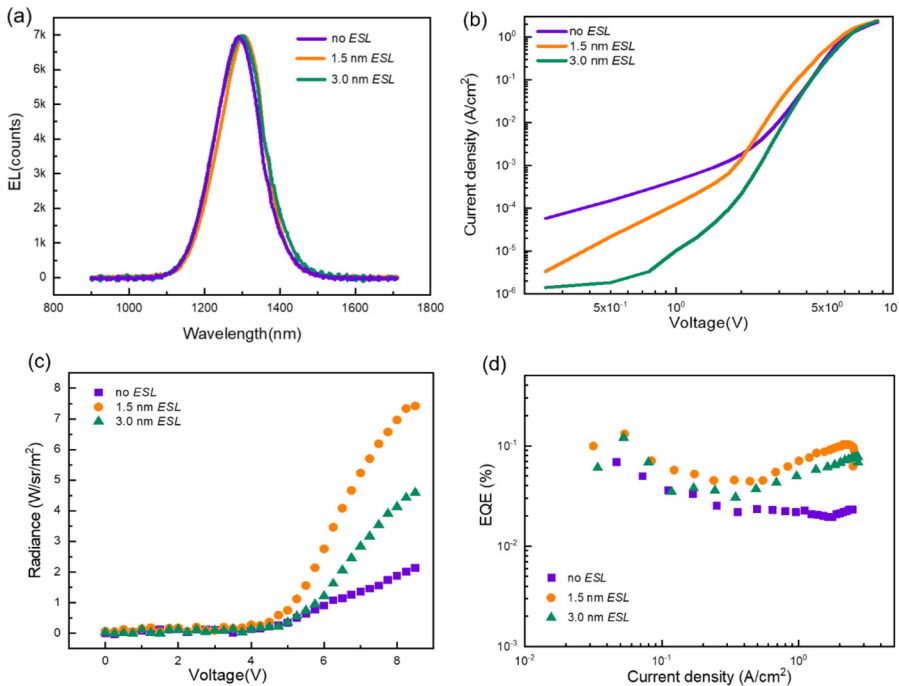 (a)
no ESL
1.5 nm ESL
3.0 nm ESL
7k
6k
5k
4k
3k
2k
1k
0
EL(counts)
800 1000 1200 1400 1600 1800
Wavelength(nm)
(b)
no ESL
1.5 nm ESL
3.0 nm ESL
10⁰
10⁻¹
10⁻²
10⁻³
10⁻⁴
10⁻⁵
10⁻⁶
Current density (A/cm²)
5x10⁻¹ 10⁰ 5x10⁰ 10¹
Voltage(V)
(c)
no ESL
1.5 nm ESL
3.0 nm ESL
8
7
6
5
4
3
2
1
0
Radiance (W/sr/m²)
0 2 4 6 8
Voltage(V)
(d)
10⁰
10⁻¹
10⁻²
10⁻³
EQE (%)
no ESL
1.5 nm ESL
3.0 nm ESL
10⁻² 10⁻¹ 10⁰
Current density (A/cm²)